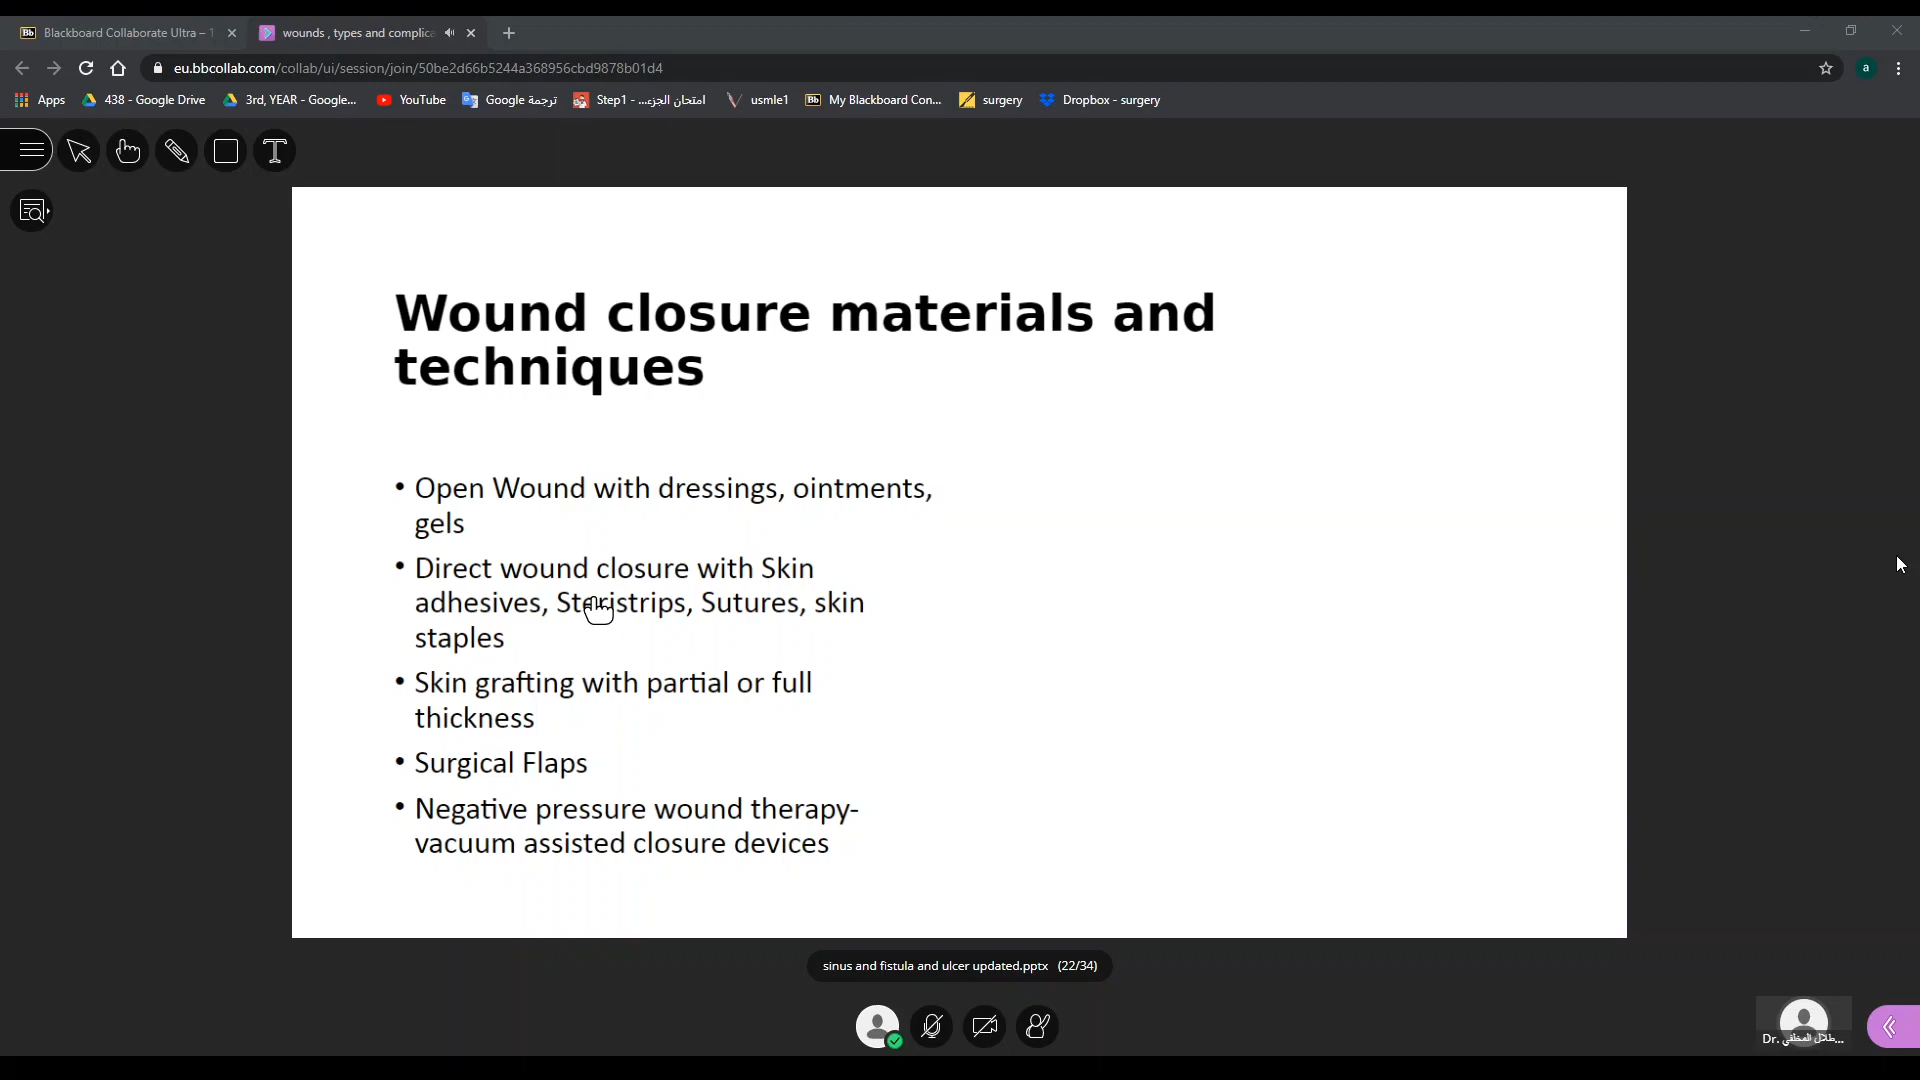 Blackboard Collaborate Ultra – 1
wounds , types and complica
eu.bbcollab.com/collab/ui/session/join/50be2d66b5244a368956cbd9878b01d4
Apps
438 - Google Drive
3rd, YEAR - Google...
YouTube
ترجمة Google
Step1 - ...امتحان الجزء
usmle1
Bb My Blackboard Con...
surgery
Dropbox - surgery
Wound closure materials and
techniques
• Open Wound with dressings, ointments,
gels
• Direct wound closure with Skin
adhesives, Steristrips, Sutures, skin
staples
• Skin grafting with partial or full
thickness
• Surgical Flaps
• Negative pressure wound therapy-
vacuum assisted closure devices
sinus and fistula and ulcer updated.pptx (22/34)
Dr. طلال